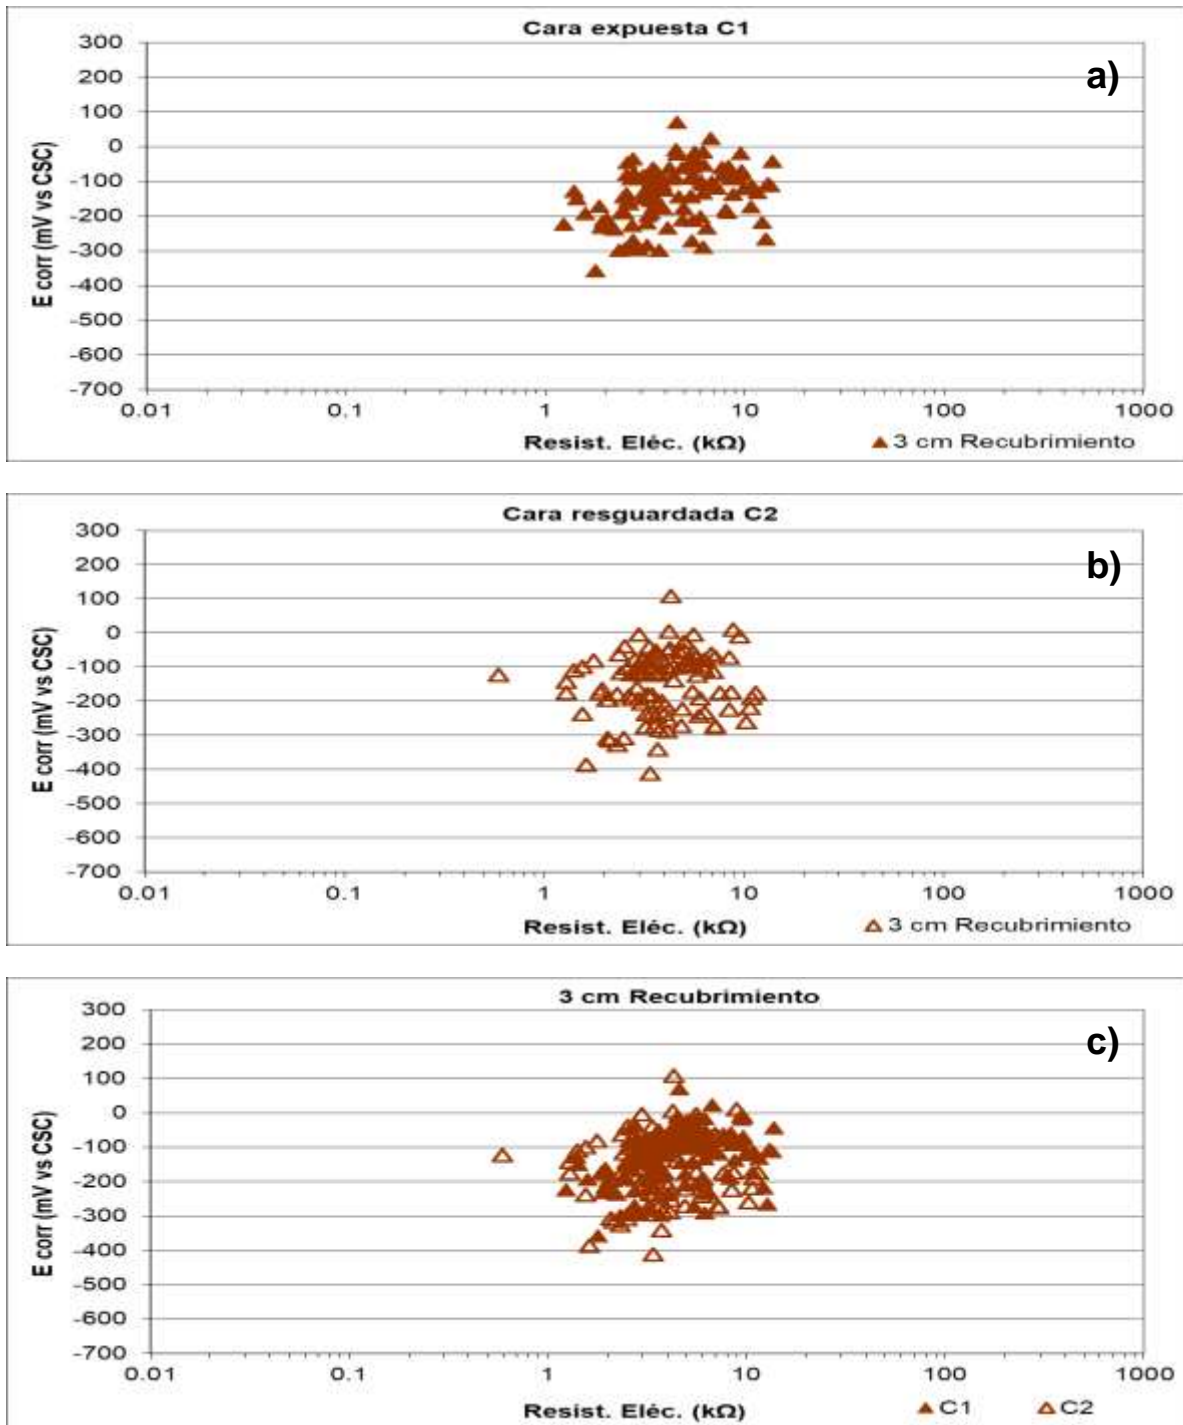 Cara expuesta C1
a)
300
200
100
0
-100
-200
-300
-400
-500
-600
-700
E corr (mV vs CSC)
0.01 0.1 1 10 100 1000
Resist. Eléc. (kΩ)
3 cm Recubrimiento
Cara resguardada C2
b)
300
200
100
0
-100
-200
-300
-400
-500
-600
-700
E corr (mV vs CSC)
0.01 0.1 1 10 100 1000
Resist. Eléc. (kΩ)
3 cm Recubrimiento
3 cm Recubrimiento
c)
300
200
100
0
-100
-200
-300
-400
-500
-600
-700
E corr (mV vs CSC)
0.01 0.1 1 10 100 1000
Resist. Eléc. (kΩ)
C1 C2